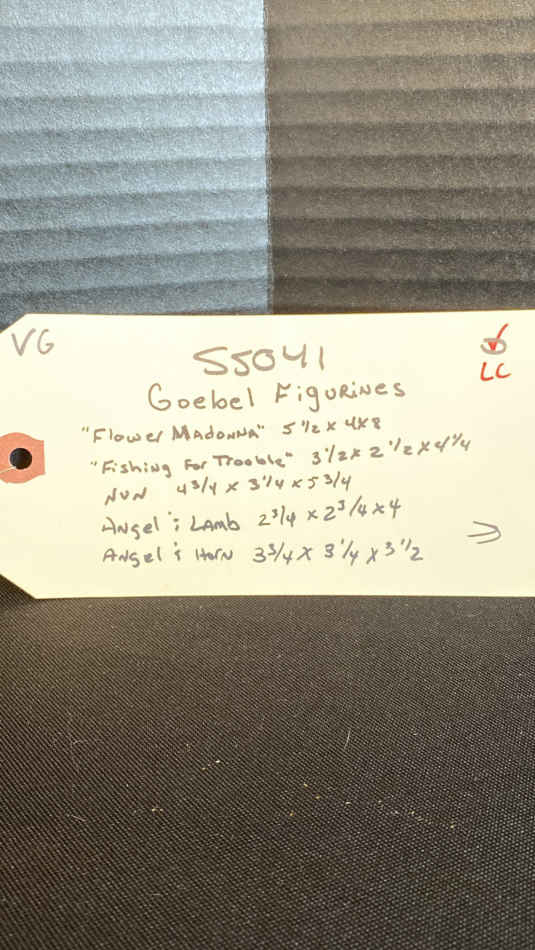 VG
55041
LC
Goebel Figurines
"Flower Madonna" 5 1/2 x 4 x 8
"Fishing For Trouble" 3 1/2 x 2 1/2 x 4 1/4
NUN 4 3/4 x 3 1/4 x 5 3/4
Angel & Lamb 2 3/4 x 2 3/4 x 4
Angel & Horn 3 3/4 x 3 1/4 x 3 1/2